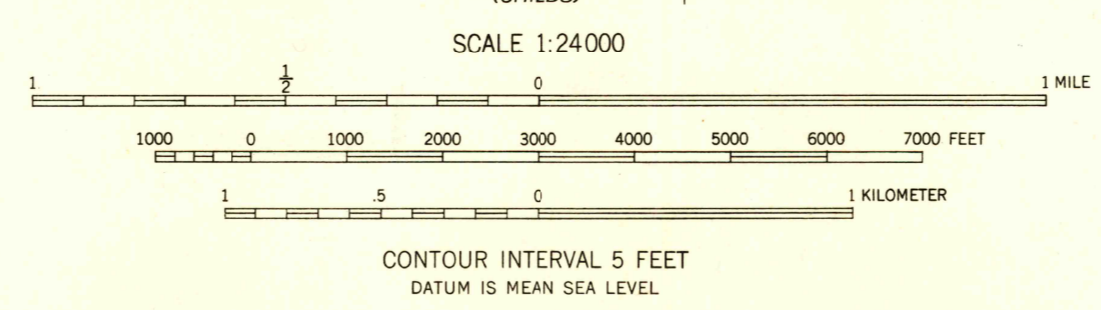 SCALE 1:24000
1 1/2 0 1 MILE
1000 0 1000 2000 3000 4000 5000 6000 7000 FEET
1 .5 0 1 KILOMETER
CONTOUR INTERVAL 5 FEET
DATUM IS MEAN SEA LEVEL